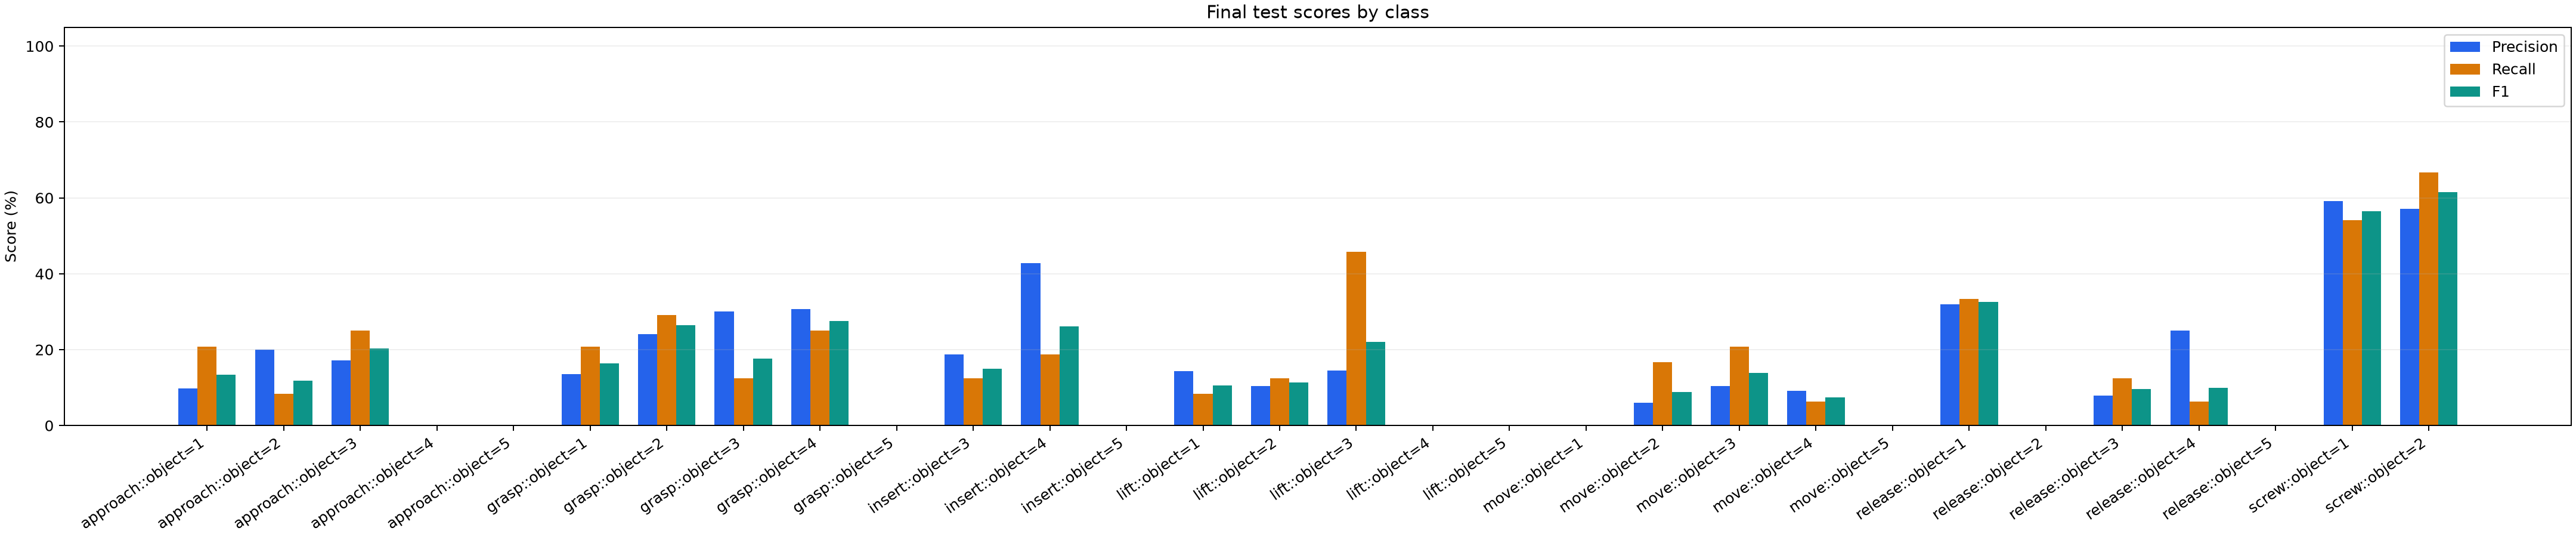 Final test scores by class
Precision
Recall
F1
Score (%)
100
80
60
40
20
0
approach::object=1
approach::object=2
approach::object=3
approach::object=4
approach::object=5
grasp::object=1
grasp::object=2
grasp::object=3
grasp::object=4
grasp::object=5
insert::object=3
insert::object=4
insert::object=5
lift::object=1
lift::object=2
lift::object=3
lift::object=4
lift::object=5
move::object=1
move::object=2
move::object=3
move::object=4
move::object=5
release::object=1
release::object=2
release::object=3
release::object=4
release::object=5
screw::object=1
screw::object=2